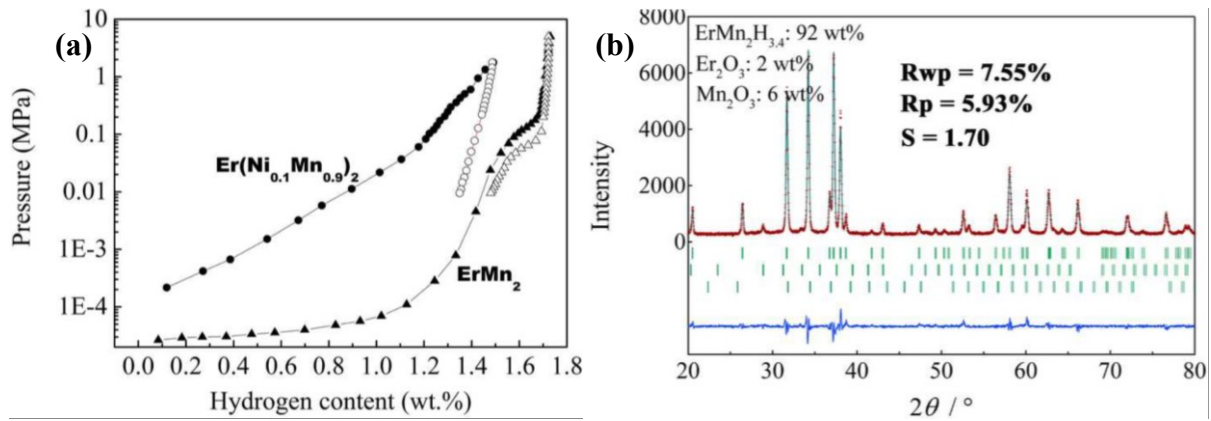 (a)
10
1
0.1
0.01
1E-3
1E-4
Pressure (MPa)
Er(Ni₀.₁Mn₀.₉)₂
ErMn₂
0.0 0.2 0.4 0.6 0.8 1.0 1.2 1.4 1.6 1.8
Hydrogen content (wt.%)
(b)
8000
6000
4000
2000
0
Intensity
ErMn₂H₃.₄: 92 wt%
Er₂O₃: 2 wt%
Mn₂O₃: 6 wt%
Rwp = 7.55%
Rp = 5.93%
S = 1.70
20 30 40 50 60 70 80
2θ / °